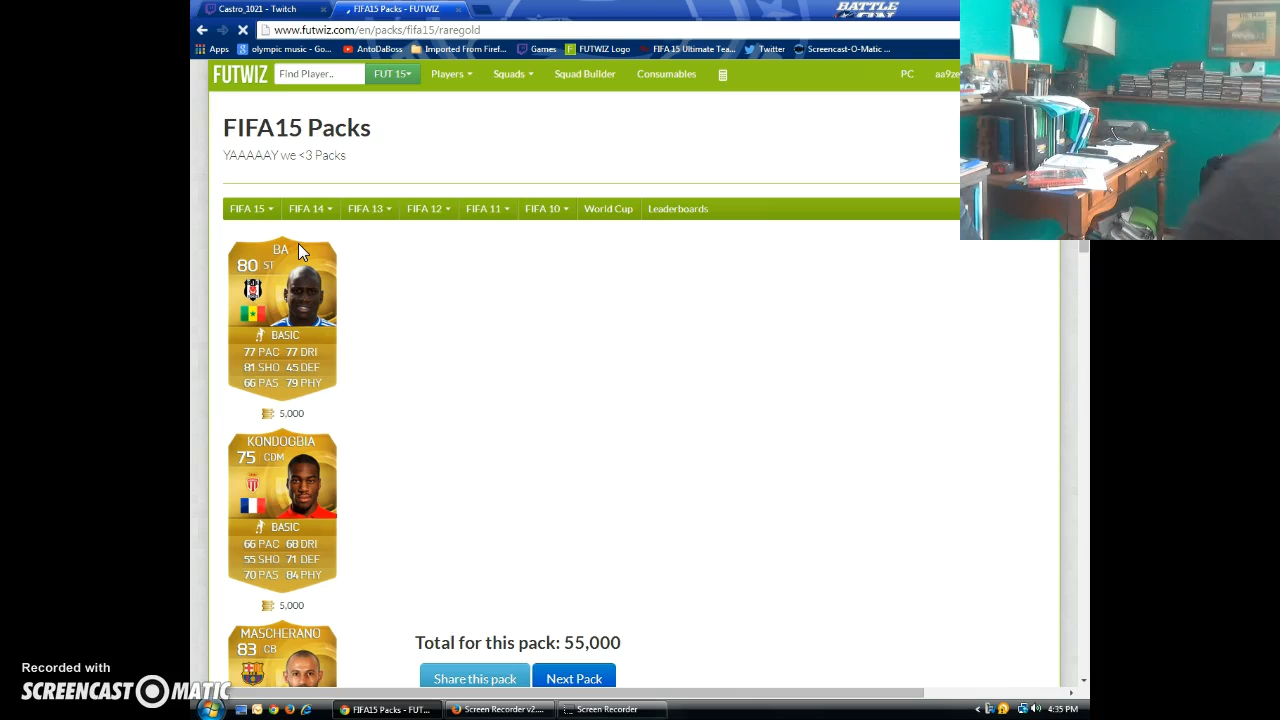 Castro_1021 - Twitch
FIFA15 Packs - FUTWIZ
BATTLE
www.futwiz.com/en/packs/fifa15/raregold
Apps
olympic music - Go...
AntoDaBoss
Imported From Firef...
Games
FUTWIZ Logo
FIFA 15 Ultimate Tea...
Twitter
Screencast-O-Matic ...
FUTWIZ
Find Player..
FUT 15
Players
Squads
Squad Builder
Consumables
PC
FIFA15 Packs
YAAAAAY we <3 Packs
FIFA 15
FIFA 14
FIFA 13
FIFA 12
FIFA 11
FIFA 10
World Cup
Leaderboards
BA
80 ST
BASIC
77 PAC 77 DRI
81 SHO 45 DEF
66 PAS 79 PHY
5,000
KONDOGBIA
75 CDM
BASIC
66 PAC 68 DRI
55 SHO 71 DEF
70 PAS 84 PHY
5,000
MASCHERANO
83 CB
Total for this pack: 55,000
Share this pack
Next Pack
Recorded with
SCREENCAST-O-MATIC
FIFA15 Packs - FUT...
Screen Recorder v2....
Screen Recorder
4:35 PM